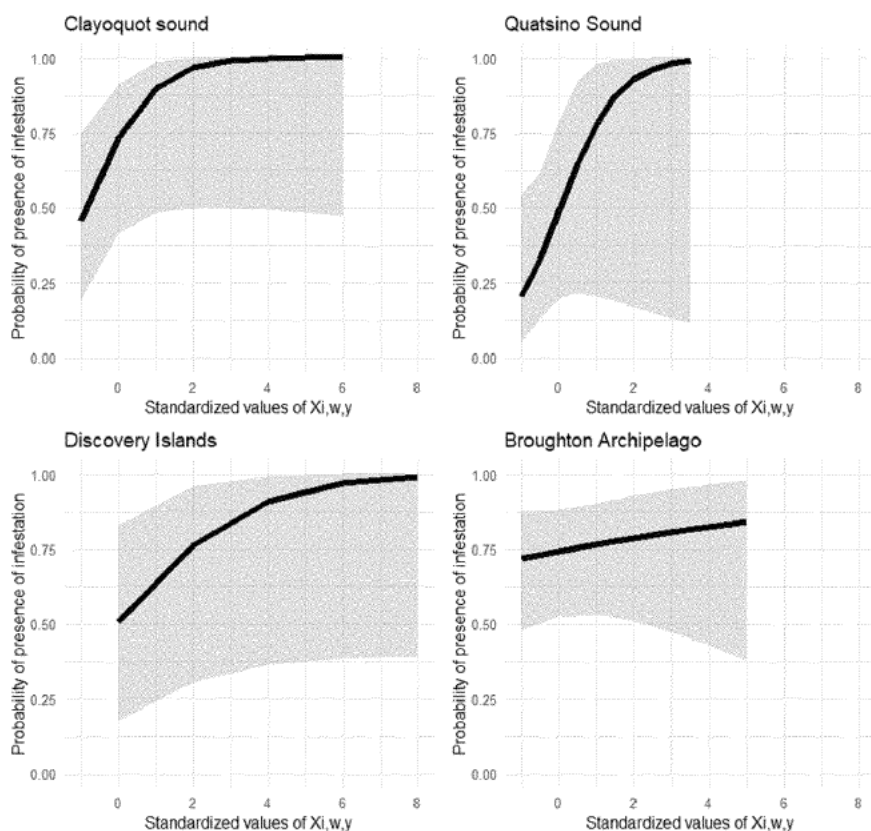 Clayoquot sound
Probability of presence of infestation
1.00
0.75
0.50
0.25
0.00
0 2 4 6 8
Standardized values of Xi,w,y
Quatsino Sound
Probability of presence of infestation
1.00
0.75
0.50
0.25
0.00
0 2 4 6 8
Standardized values of Xi,w,y
Discovery Islands
Probability of presence of infestation
1.00
0.75
0.50
0.25
0.00
0 2 4 6 8
Standardized values of Xi,w,y
Broughton Archipelago
Probability of presence of infestation
1.00
0.75
0.50
0.25
0.00
0 2 4 6 8
Standardized values of Xi,w,y